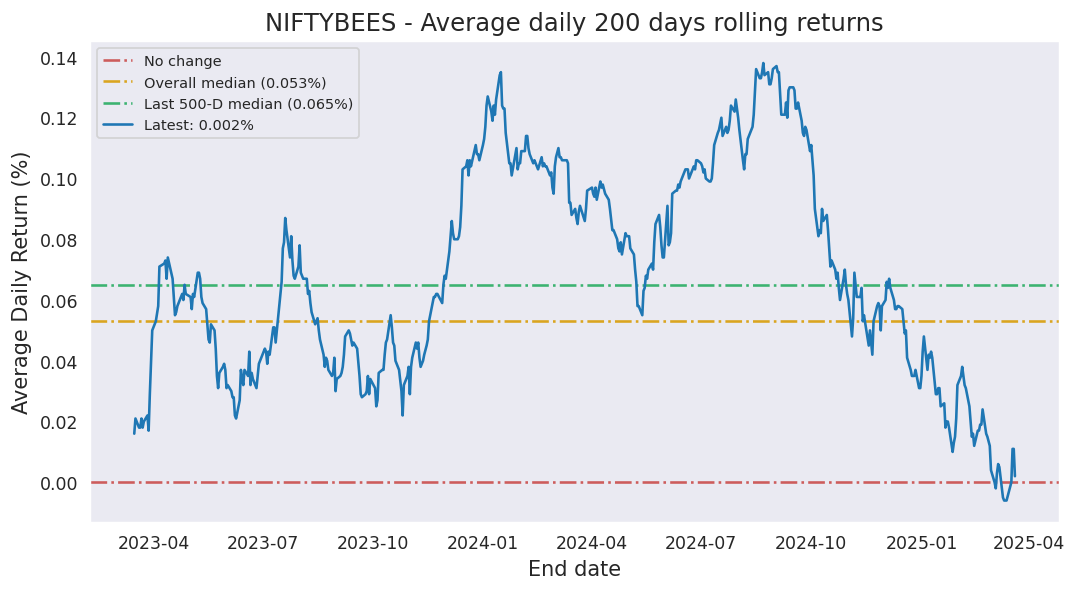 NIFTYBEES - Average daily 200 days rolling returns
No change
Overall median (0.053%)
Last 500-D median (0.065%)
Latest: 0.002%
Average Daily Return (%)
0.14
0.12
0.10
0.08
0.06
0.04
0.02
0.00
2023-04 2023-07 2023-10 2024-01 2024-04 2024-07 2024-10 2025-01 2025-04
End date